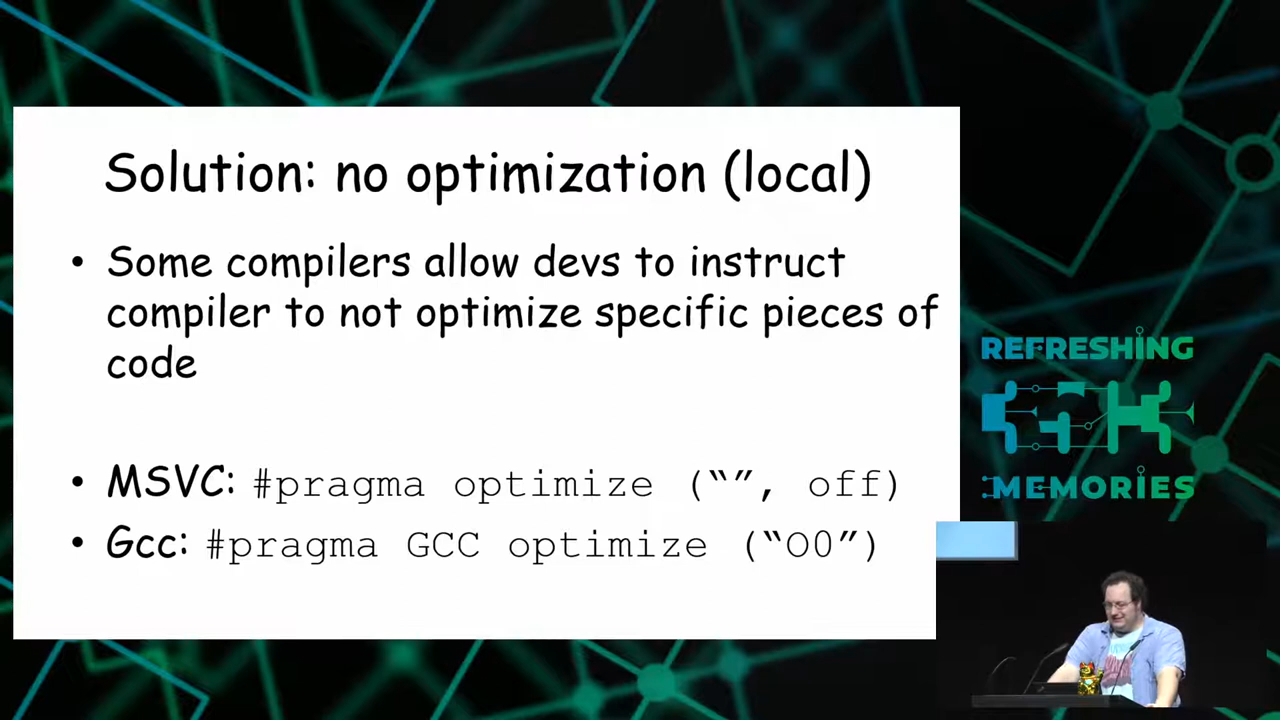 Solution: no optimization (local)
• Some compilers allow devs to instruct
compiler to not optimize specific pieces of
code
• MSVC: #pragma optimize (“”, off)
• Gcc: #pragma GCC optimize (“O0”)
REFRESHING
MEMORIES